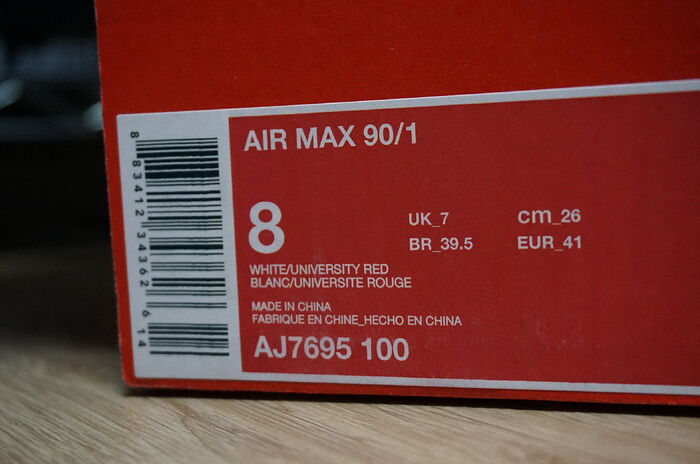 AIR MAX 90/1
8
UK_7 cm_26
BR_39.5 EUR_41
WHITE/UNIVERSITY RED
BLANC/UNIVERSITE ROUGE
MADE IN CHINA
FABRIQUE EN CHINE_HECHO EN CHINA
AJ7695 100
8 83412 34362 6 14